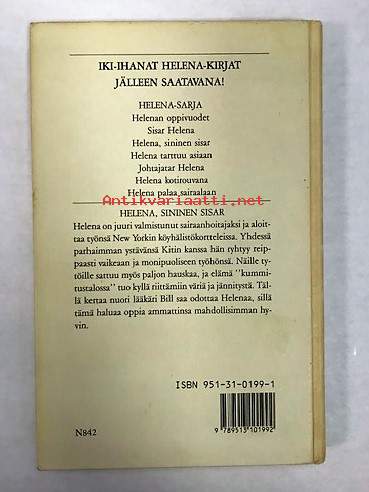 IKI-IHANAT HELENA-KIRJAT
JÄLLEEN SAATAVANA!
HELENA-SARJA
Helenan oppivuodet
Sisar Helena
Helena, sininen sisar
Helena tarttuu asiaan
Johtajatar Helena
Helena kotirouvana
Helena palaa sairaalaan
Antikvariaatti.net
HELENA, SININEN SISAR
Helena on juuri valmistunut sairaanhoitajaksi ja aloit-
taa työnsä New Yorkin köyhälistökortteleissa. Yhdessä
parhaimman ystävänsä Kitin kanssa hän ryhtyy reip-
paasti vaikeaan ja monipuoliseen työhönsä. Näille ty-
töille sattuu myös paljon hauskaa, ja elämä "kummi-
tustalossa" tuo kyllä riittämiin väriä ja jännitystä. Täl-
lä kertaa nuori lääkäri Bill saa odottaa Helenaa, sillä
tämä haluaa oppia ammattinsa mahdollisimman hy-
vin.
ISBN 951-31-0199-1
9 789513 101992
N842